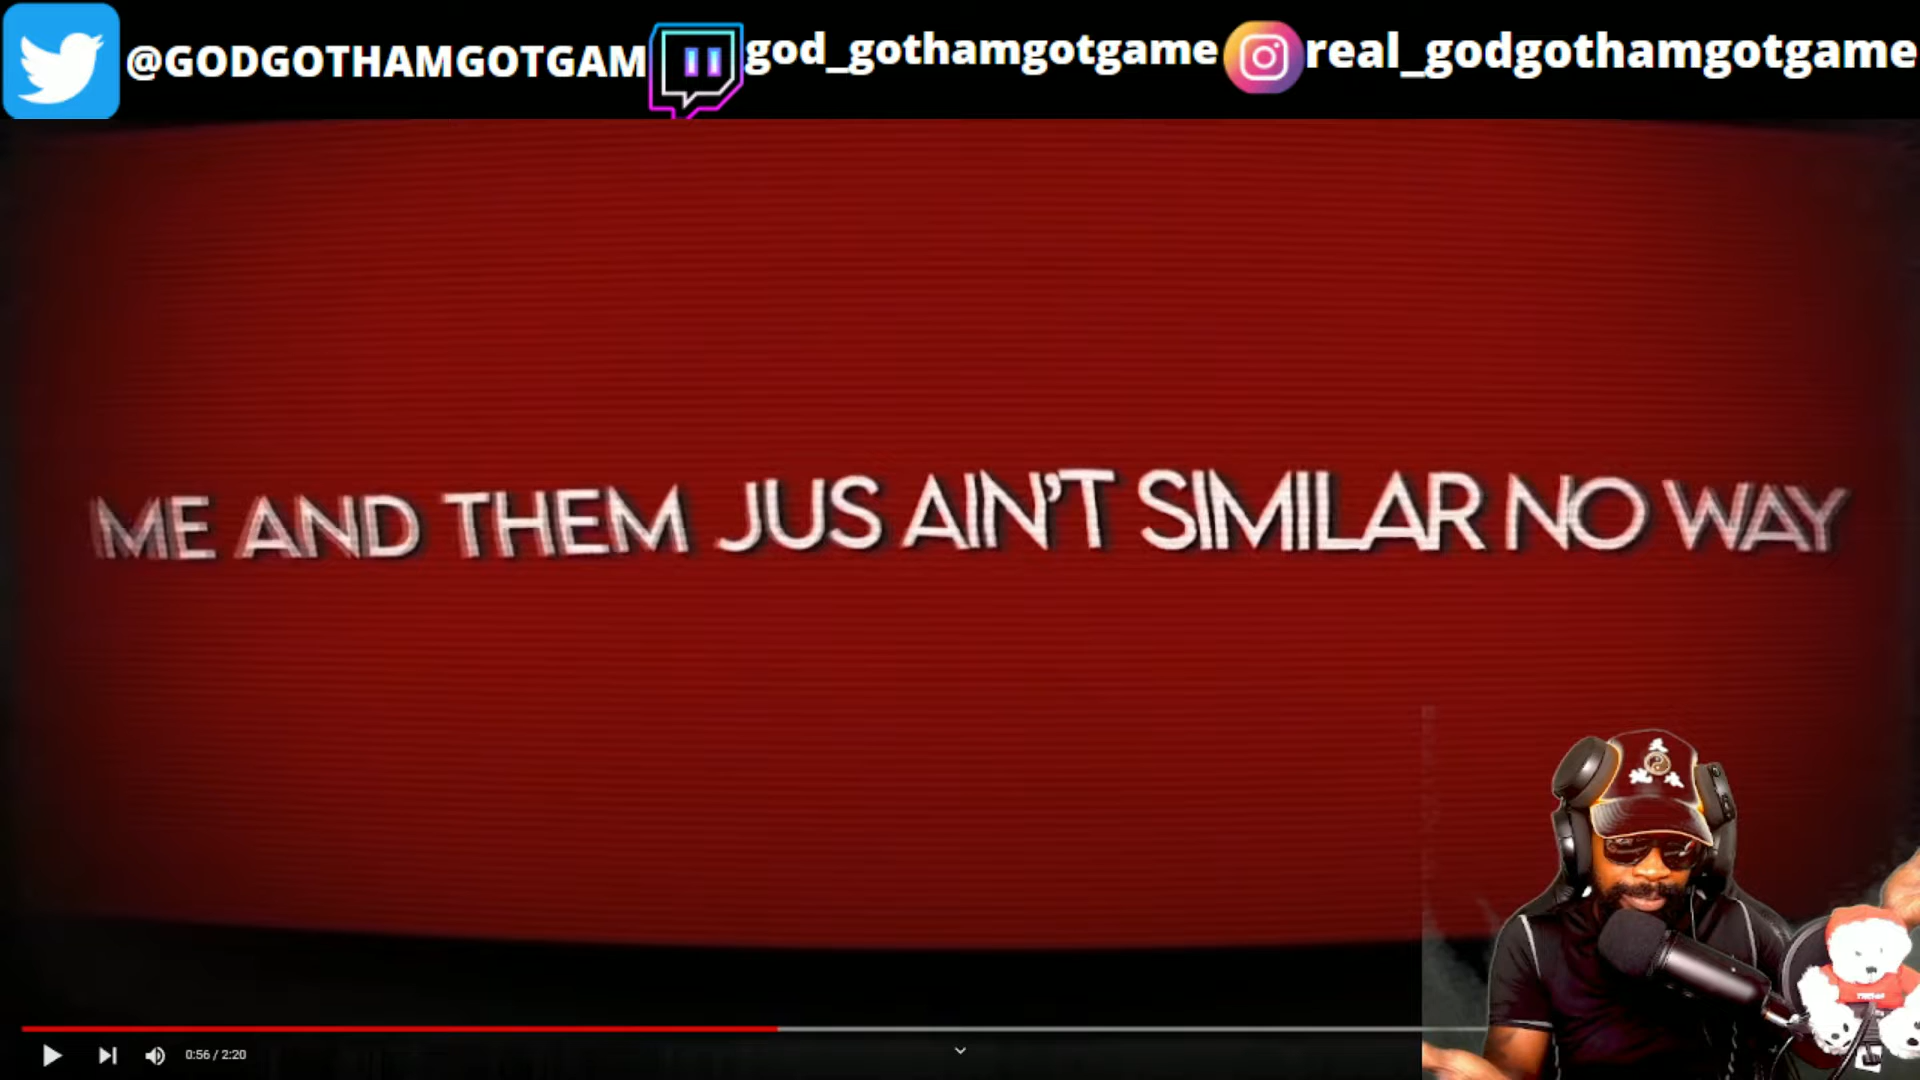 @GODGOTHAMGOTGAM god_gothamgotgame real_godgothamgotgame
ME AND THEM JUS AIN'T SIMILAR NO WAY
0:56 / 2:20